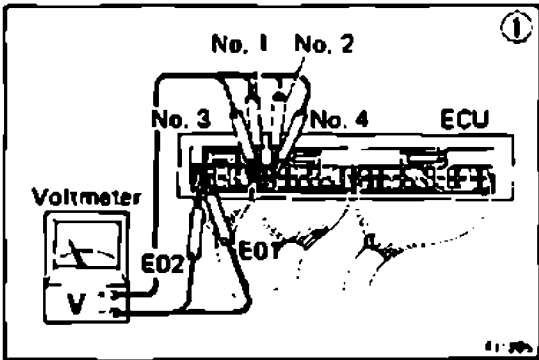 ①
No. 1 No. 2
No. 3 No. 4 ECU
Voltmeter
E02 E01
V